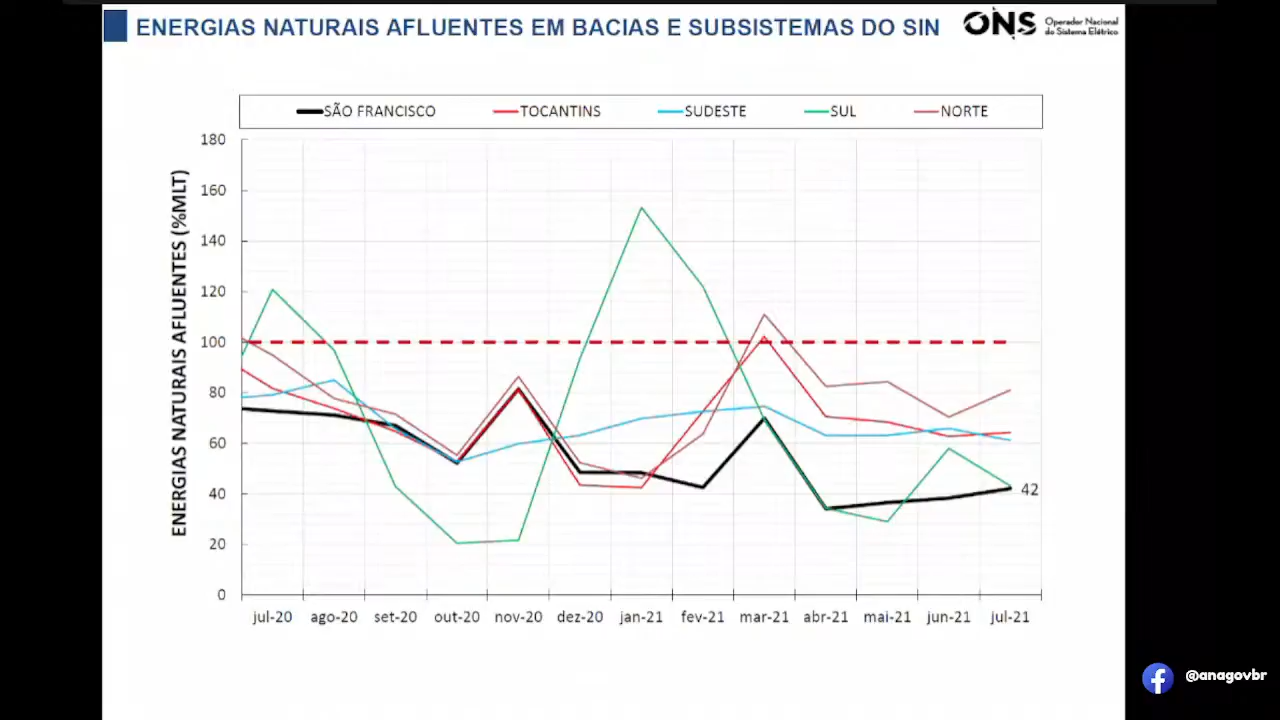 ENERGIAS NATURAIS AFLUENTES EM BACIAS E SUBSISTEMAS DO SIN
ONS
Operador Nacional
do Sistema Elétrico
SÃO FRANCISCO TOCANTINS SUDESTE SUL NORTE
ENERGIAS NATURAIS AFLUENTES (%MLT)
180
160
140
120
100
80
60
40
20
0
42
jul-20 ago-20 set-20 out-20 nov-20 dez-20 jan-21 fev-21 mar-21 abr-21 mai-21 jun-21 jul-21
@anagovbr